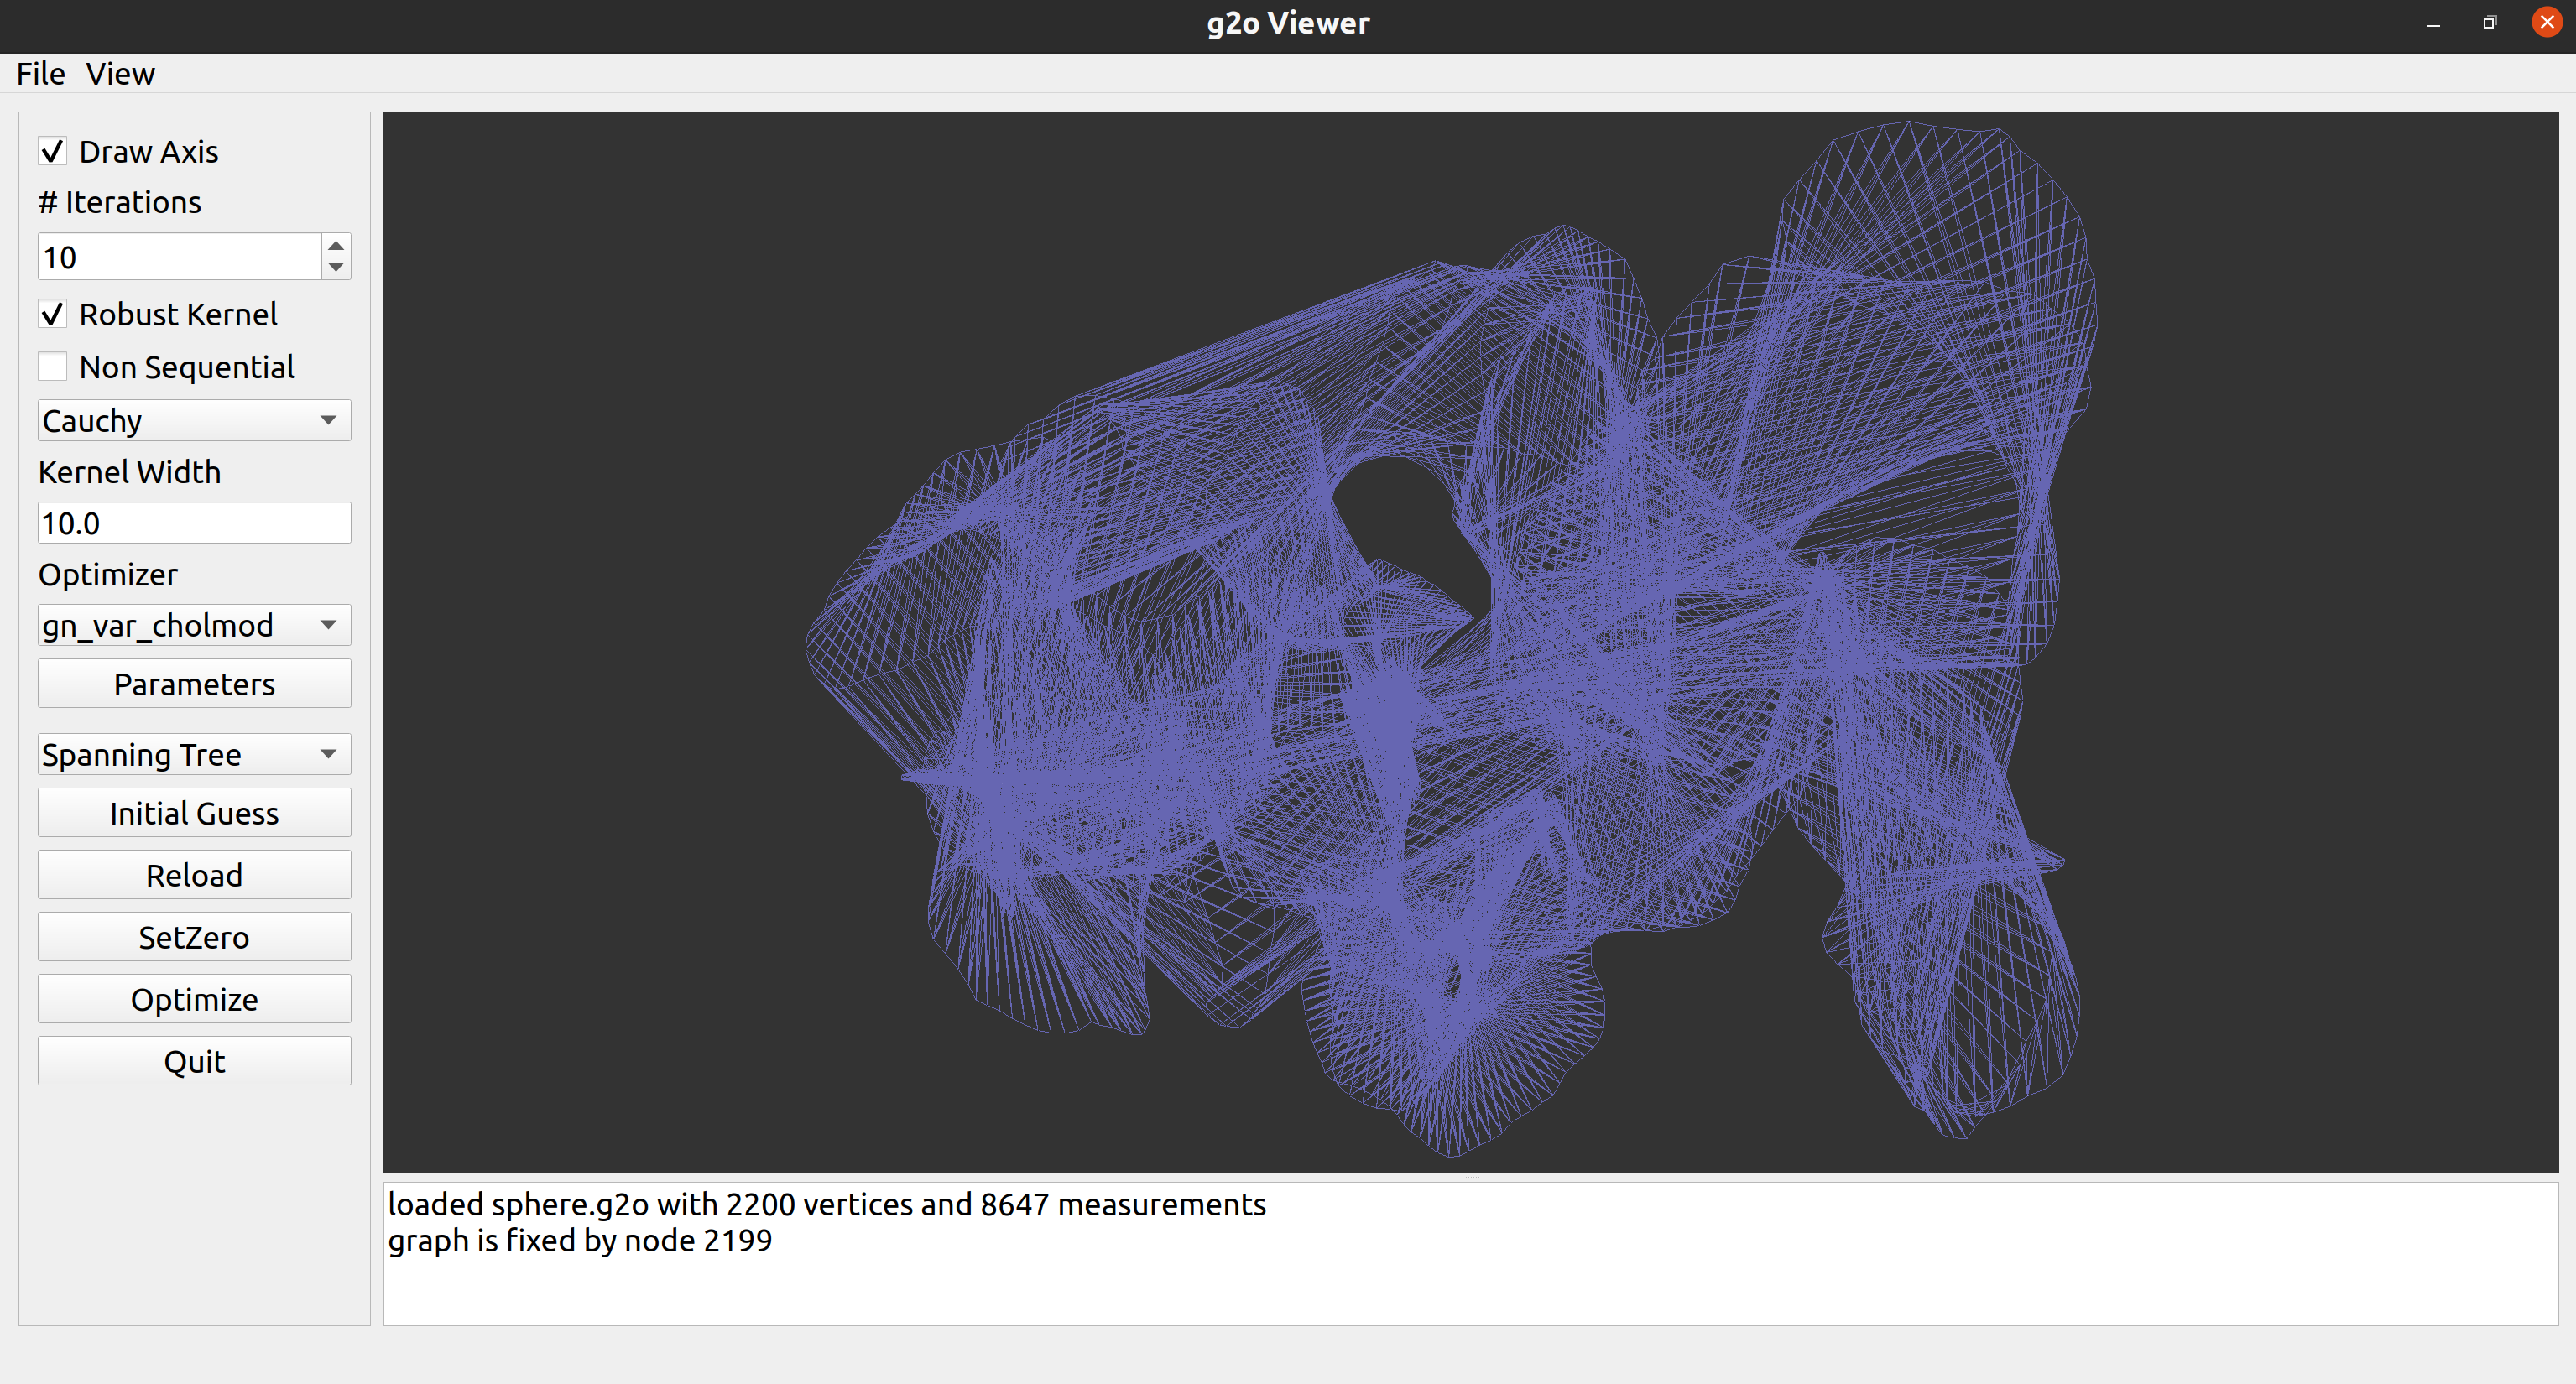 g2o Viewer
File View
Draw Axis
# Iterations
10
Robust Kernel
Non Sequential
Cauchy
Kernel Width
10.0
Optimizer
gn_var_cholmod
Parameters
Spanning Tree
Initial Guess
Reload
SetZero
Optimize
Quit
loaded sphere.g2o with 2200 vertices and 8647 measurements
graph is fixed by node 2199